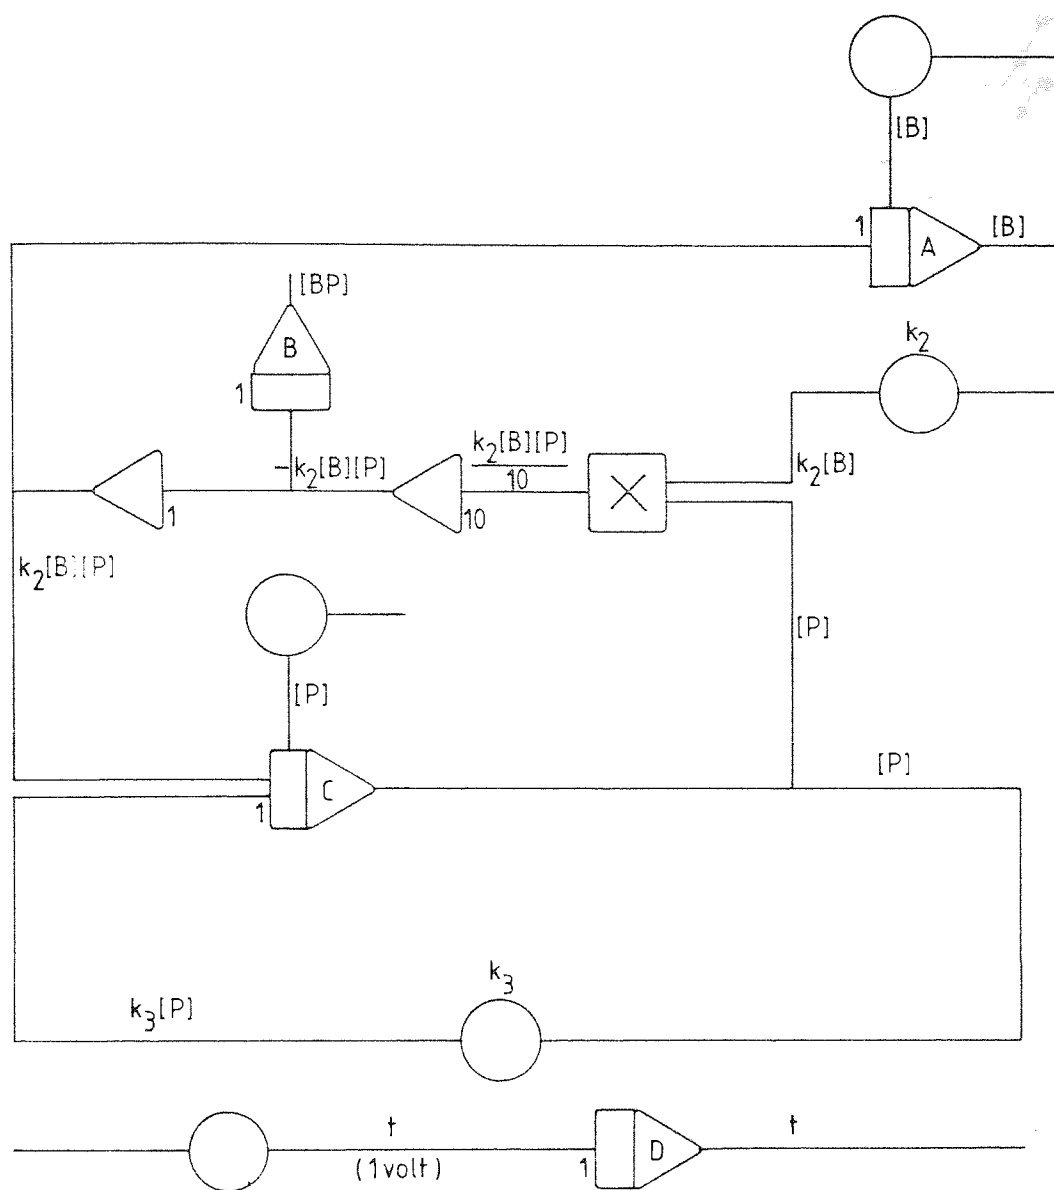 [B]
1
A
[B]
[BP]
B
1
k2
k2[B][P]
10
-k2[B][P]
k2[B]
1
10
k2[B][P]
[P]
[P]
[P]
C
1
k3
k3[P]
t
(1volt)
1
D
t